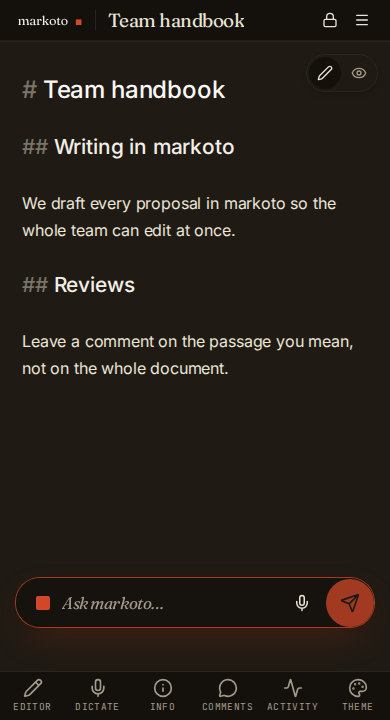 markoto
Team handbook
# Team handbook
## Writing in markoto
We draft every proposal in markoto so the
whole team can edit at once.
## Reviews
Leave a comment on the passage you mean,
not on the whole document.
Ask markoto...
EDITOR DICTATE INFO COMMENTS ACTIVITY THEME